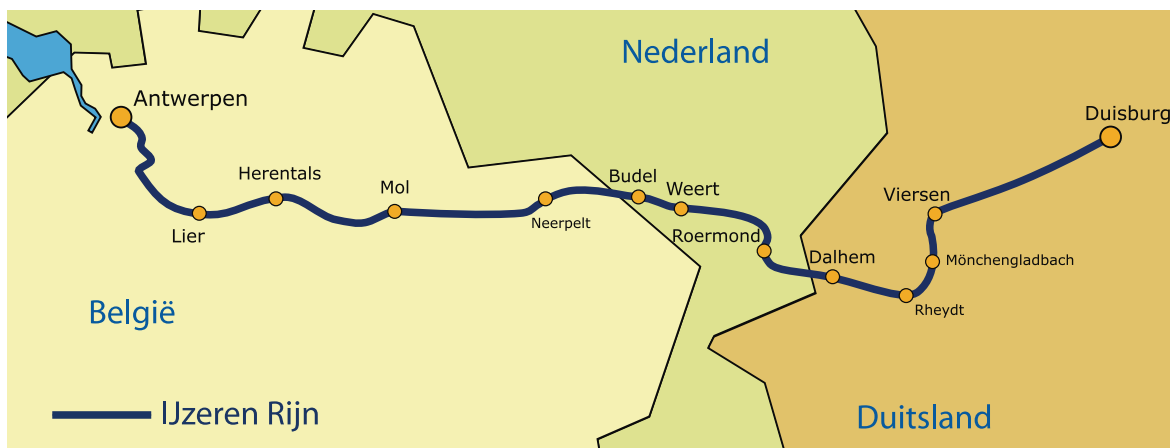 Nederland
Antwerpen
Duisburg
Herentals
Mol
Budel
Weert
Viersen
Lier
Neerpelt
Roermond
Dalhem
Mönchengladbach
België
Rheydt
IJzeren Rijn
Duitsland